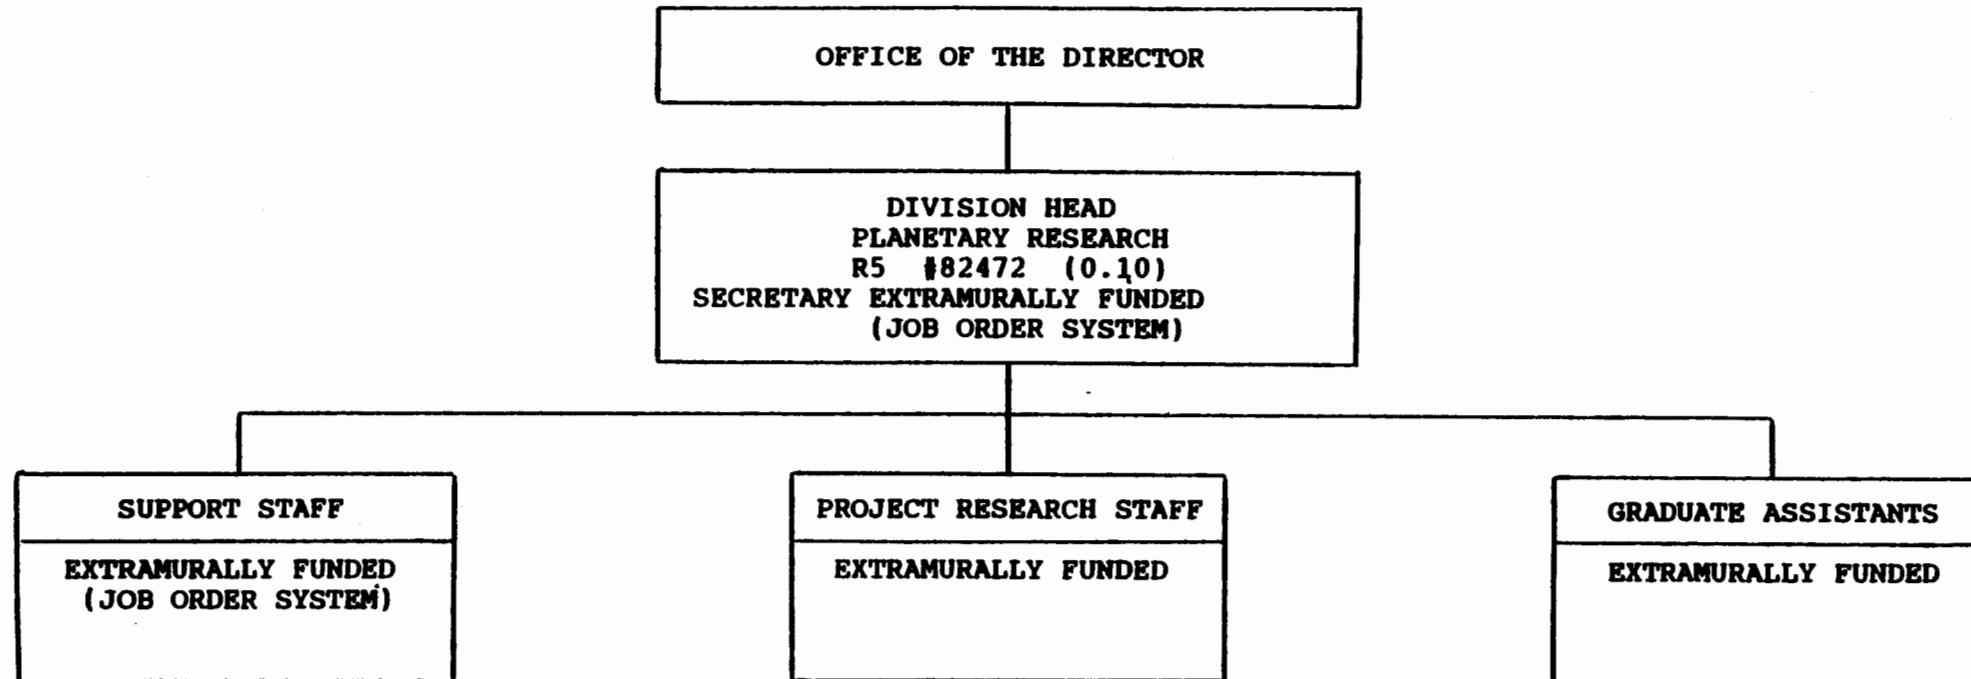 OFFICE OF THE DIRECTOR
DIVISION HEAD
PLANETARY RESEARCH
R5 #82472 (0.10)
SECRETARY EXTRAMURALLY FUNDED
(JOB ORDER SYSTEM)
SUPPORT STAFF
EXTRAMURALLY FUNDED
(JOB ORDER SYSTEM)
PROJECT RESEARCH STAFF
EXTRAMURALLY FUNDED
GRADUATE ASSISTANTS
EXTRAMURALLY FUNDED